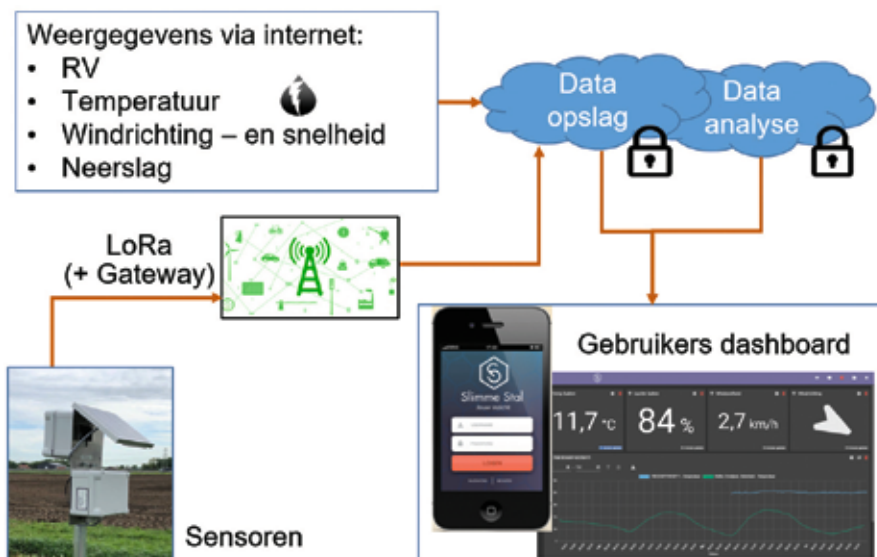 Weergegevens via internet:
• RV
• Temperatuur
• Windrichting – en snelheid
• Neerslag
Data
opslag
Data
analyse
LoRa
(+ Gateway)
Sensoren
Gebruikers dashboard
Slimme Stal
LOGIN
11,7 °C
84 %
2,7 km/h